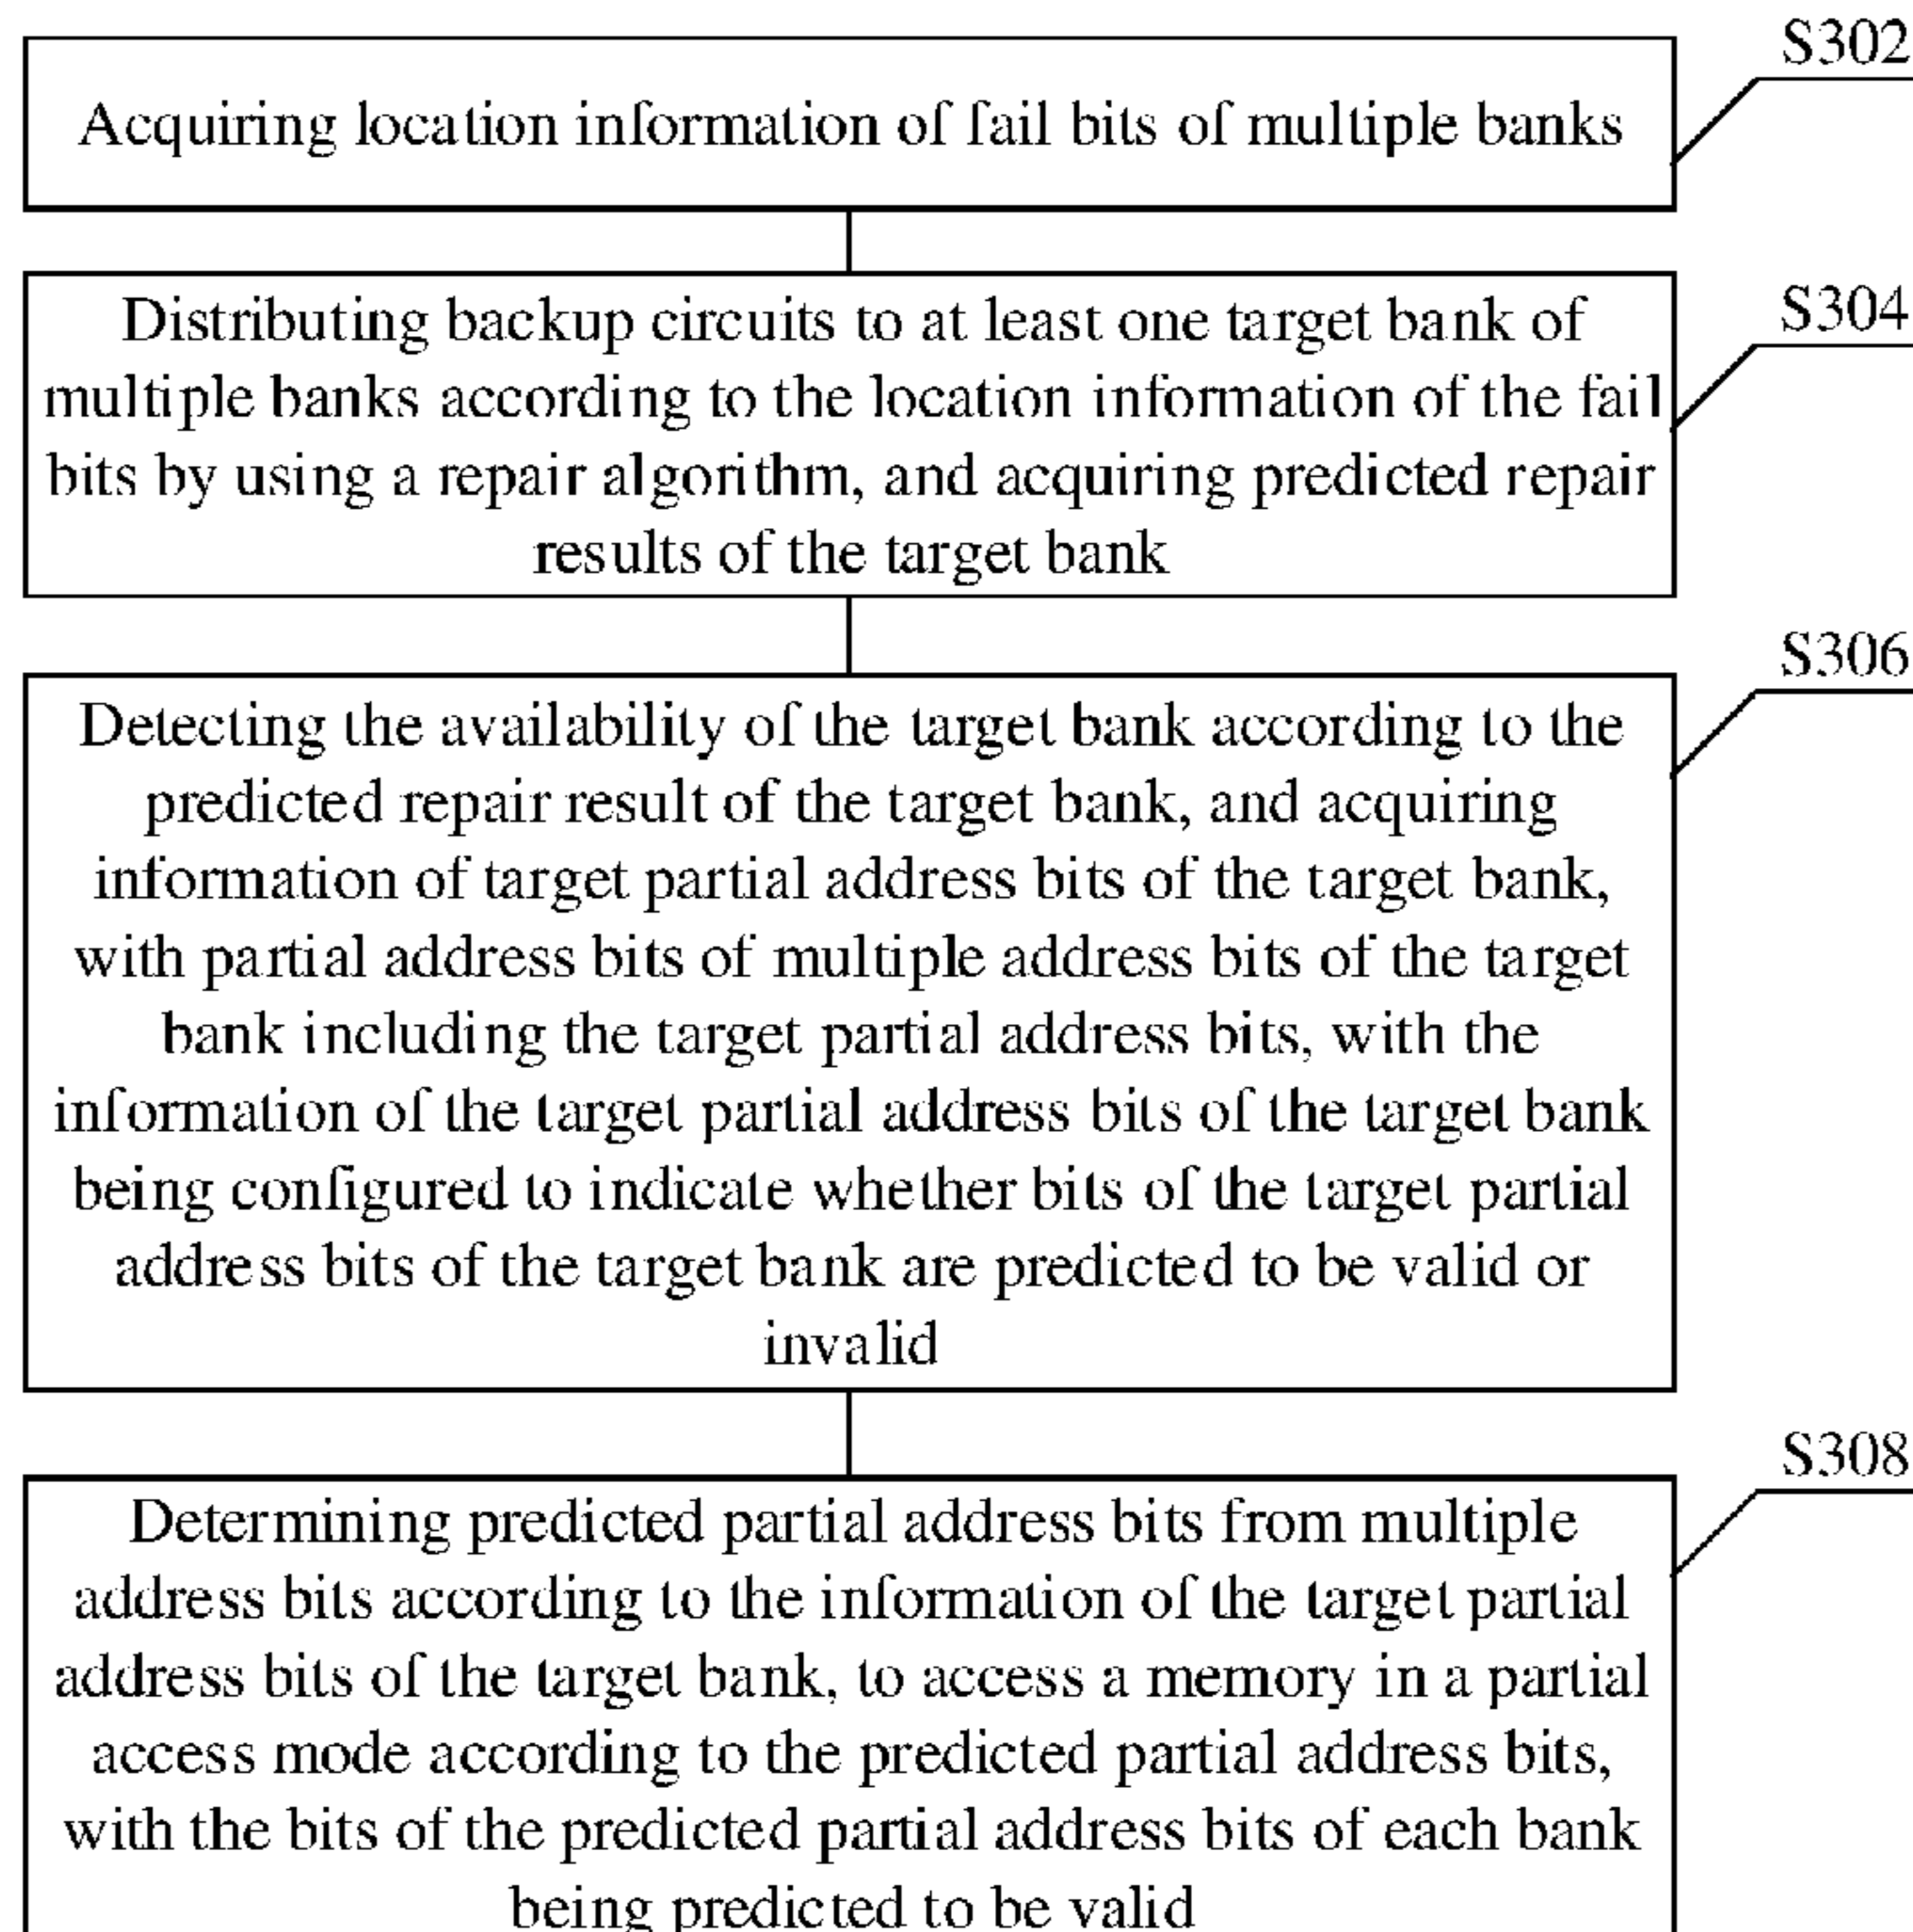 S302
Acquiring location information of fail bits of multiple banks
S304
Distributing backup circuits to at least one target bank of
multiple banks according to the location information of the fail
bits by using a repair algorithm, and acquiring predicted repair
results of the target bank
S306
Detecting the availability of the target bank according to the
predicted repair result of the target bank, and acquiring
information of target partial address bits of the target bank,
with partial address bits of multiple address bits of the target
bank including the target partial address bits, with the
information of the target partial address bits of the target bank
being configured to indicate whether bits of the target partial
address bits of the target bank are predicted to be valid or
invalid
S308
Determining predicted partial address bits from multiple
address bits according to the information of the target partial
address bits of the target bank, to access a memory in a partial
access mode according to the predicted partial address bits,
with the bits of the predicted partial address bits of each bank
being predicted to be valid